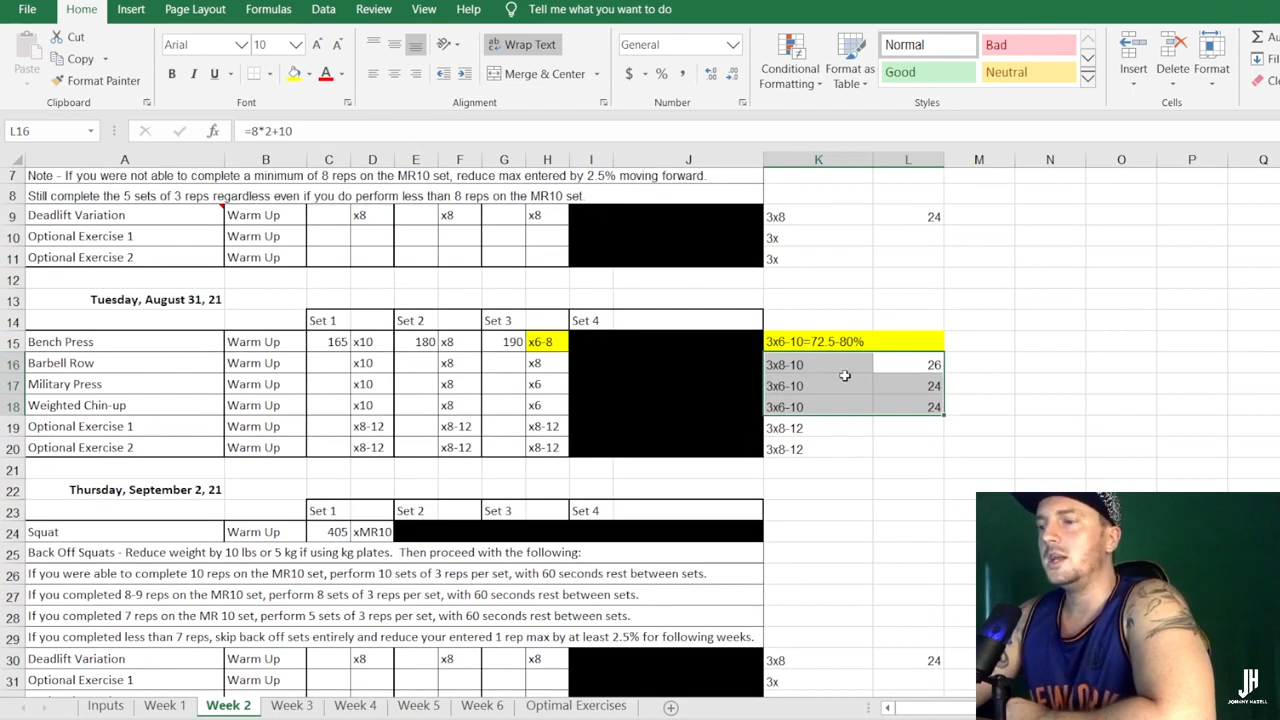 File Home Insert Page Layout Formulas Data Review View Help Tell me what you want to do
Cut Arial 10 Wrap Text General Normal Bad
Copy
Paste Format Painter B I U Merge & Center $ % , Conditional Formatting Format as Table Good Neutral Insert Delete Format
Clipboard Font Alignment Number Styles Cells
L16 fx =8*2+10
A B C D E F G H I J K L M N O P Q
7 Note - If you were not able to complete a minimum of 8 reps on the MR10 set, reduce max entered by 2.5% moving forward.
8 Still complete the 5 sets of 3 reps regardless even if you do perform less than 8 reps on the MR10 set.
9 Deadlift Variation Warm Up x8 x8 x8 3x8 24
10 Optional Exercise 1 Warm Up 3x
11 Optional Exercise 2 Warm Up 3x
12
13 Tuesday, August 31, 21
14 Set 1 Set 2 Set 3 Set 4
15 Bench Press Warm Up 165 x10 180 x8 190 x6-8 3x6-10=72.5-80%
16 Barbell Row Warm Up x10 x8 x8 3x8-10 26
17 Military Press Warm Up x10 x8 x6 3x6-10 24
18 Weighted Chin-up Warm Up x10 x8 x6 3x6-10 24
19 Optional Exercise 1 Warm Up x8-12 x8-12 x8-12 3x8-12
20 Optional Exercise 2 Warm Up x8-12 x8-12 x8-12 3x8-12
21
22 Thursday, September 2, 21
23 Set 1 Set 2 Set 3 Set 4
24 Squat Warm Up 405 xMR10
25 Back Off Squats - Reduce weight by 10 lbs or 5 kg if using kg plates. Then proceed with the following:
26 If you were able to complete 10 reps on the MR10 set, perform 10 sets of 3 reps per set, with 60 seconds rest between sets.
27 If you completed 8-9 reps on the MR10 set, perform 8 sets of 3 reps per set, with 60 seconds rest between sets.
28 If you completed 7 reps on the MR 10 set, perform 5 sets of 3 reps per set, with 60 seconds rest between sets.
29 If you completed less than 7 reps, skip back off sets entirely and reduce your entered 1 rep max by at least 2.5% for following weeks.
30 Deadlift Variation Warm Up x8 x8 x8 3x8 24
31 Optional Exercise 1 Warm Up 3x
Inputs Week 1 Week 2 Week 3 Week 4 Week 5 Week 6 Optimal Exercises
JH
JOHNNY HAZELL